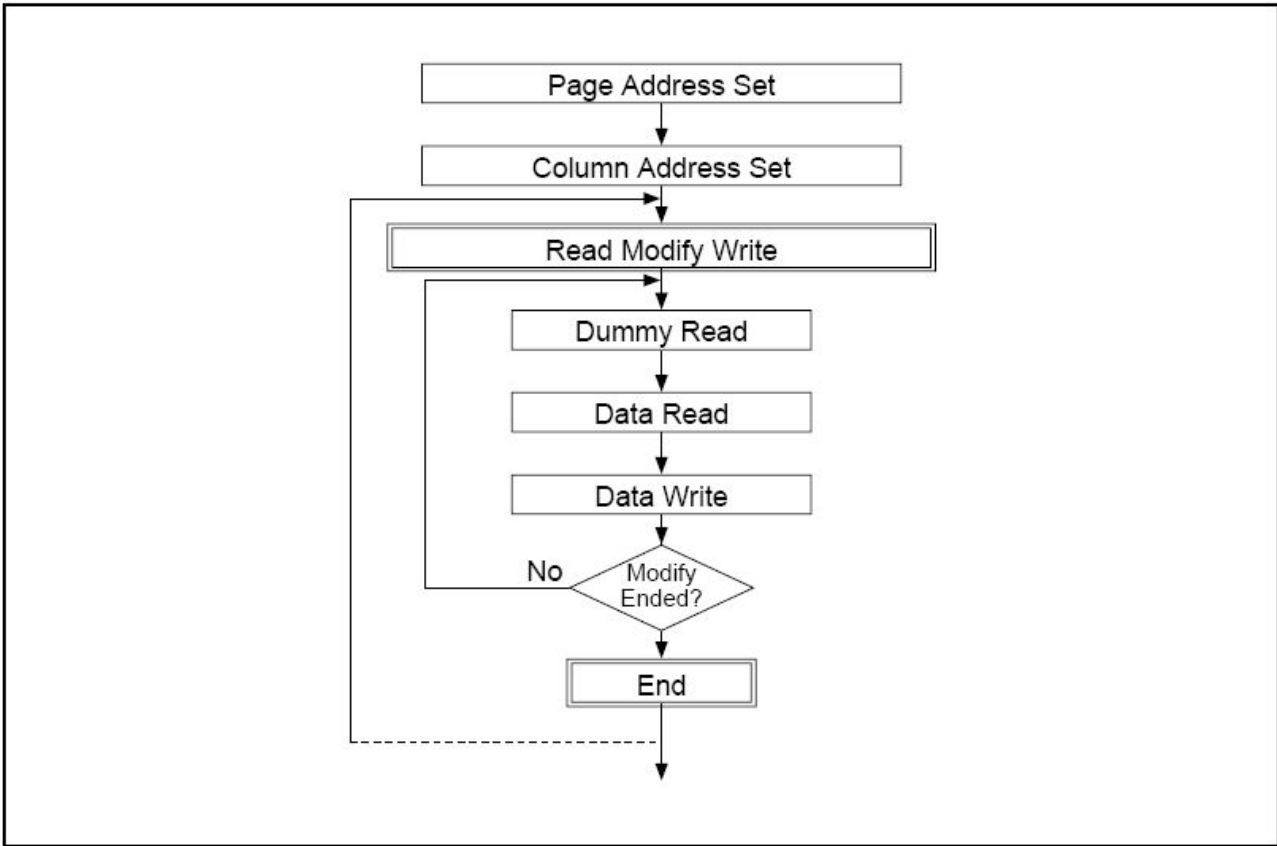 Page Address Set
Column Address Set
Read Modify Write
Dummy Read
Data Read
Data Write
No
Modify
Ended?
End